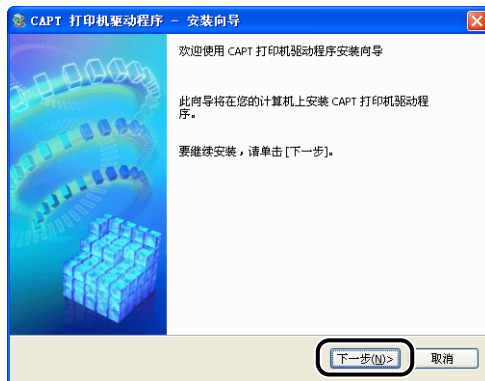 CAPT 打印机驱动程序 - 安装向导
欢迎使用 CAPT 打印机驱动程序安装向导
此向导将在您的计算机上安装 CAPT 打印机驱动程
序。
要继续安装，请单击[下一步]。
下一步(N)>
取消